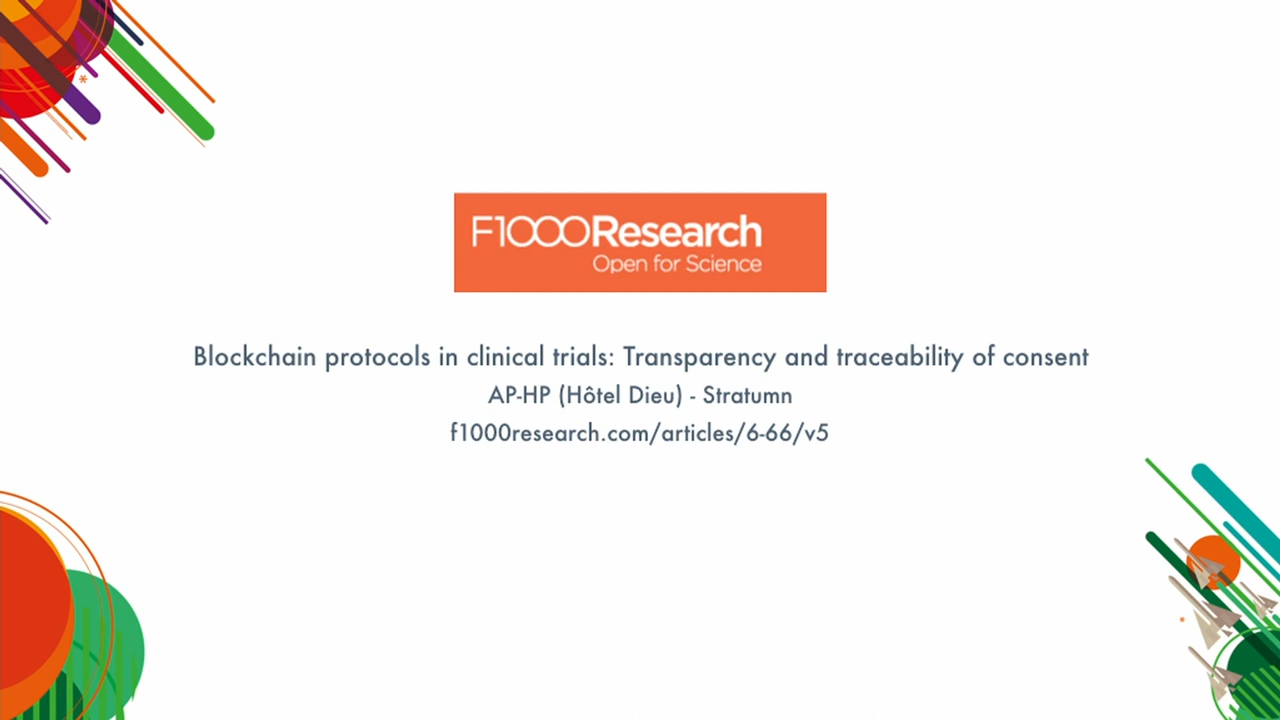 F1000Research
Open for Science
Blockchain protocols in clinical trials: Transparency and traceability of consent
AP-HP (Hôtel Dieu) - Stratumn
f1000research.com/articles/6-66/v5